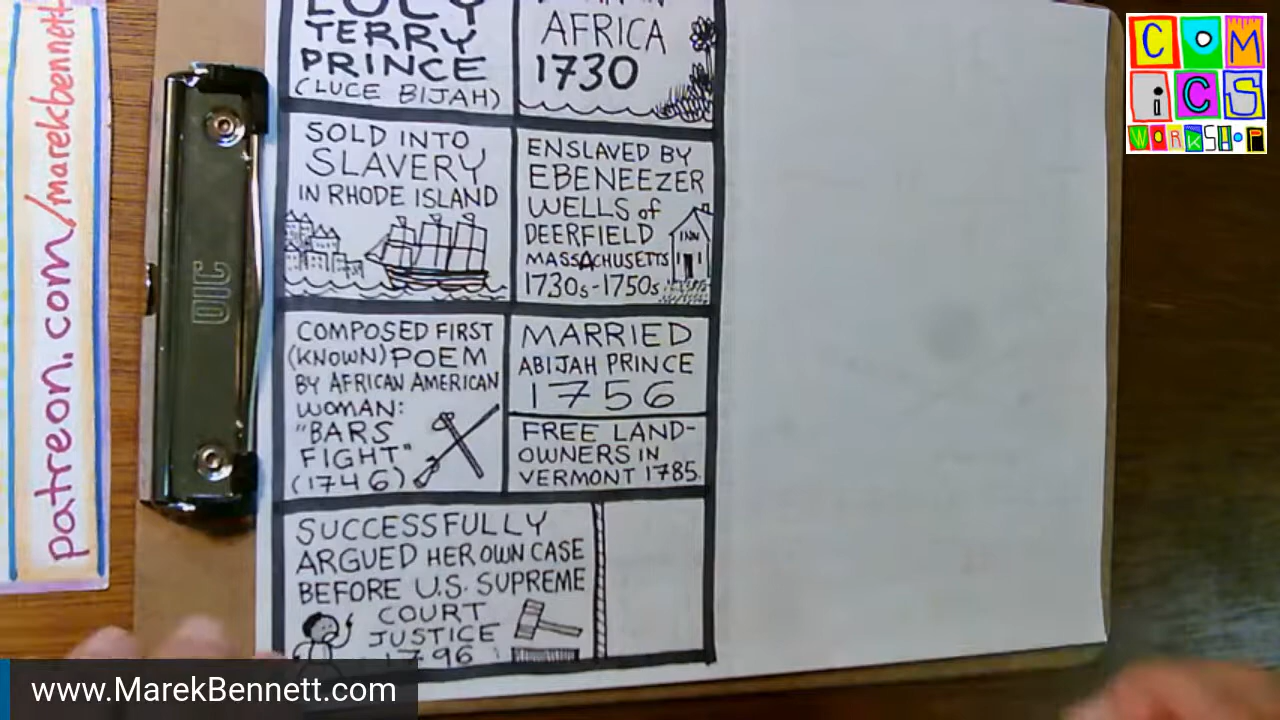 patreon.com/marekbennett
LUCY
TERRY
PRINCE
(LUCE BIJAH)
AFRICA
1730
SOLD INTO
SLAVERY
IN RHODE ISLAND
ENSLAVED BY
EBENEEZER
WELLS of
DEERFIELD
MASSACHUSETTS
1730s-1750s
INN
COMPOSED FIRST
(KNOWN) POEM
BY AFRICAN AMERICAN
WOMAN:
"BARS
FIGHT"
(1746)
MARRIED
ABIJAH PRINCE
1756
FREE LAND-
OWNERS IN
VERMONT 1785.
SUCCESSFULLY
ARGUED HER OWN CASE
BEFORE U.S. SUPREME
COURT
JUSTICE
1796
OIC
COMiCS
WORKSHOP
www.MarekBennett.com